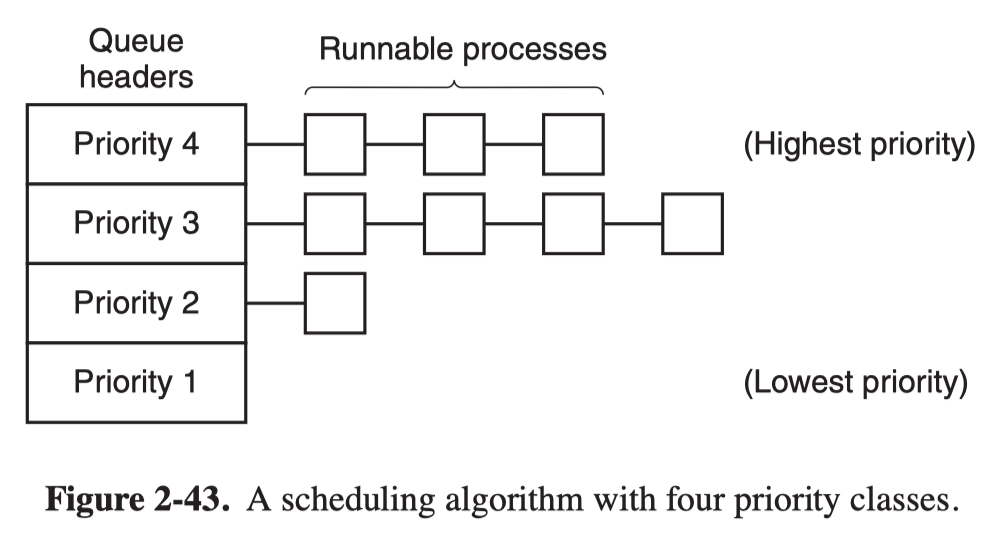 Queue
headers
Runnable processes
Priority 4
(Highest priority)
Priority 3
Priority 2
Priority 1
(Lowest priority)
Figure 2-43. A scheduling algorithm with four priority classes.